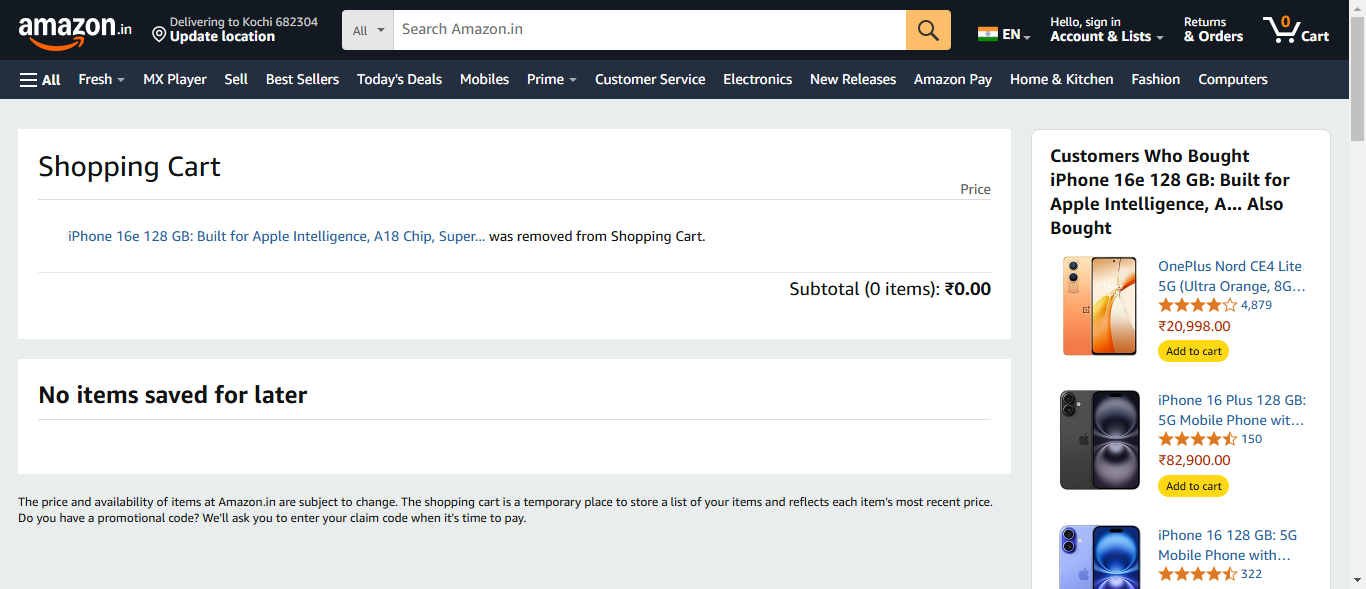 amazon.in
Delivering to Kochi 682304
Update location
All
Search Amazon.in
EN
Hello, sign in
Account & Lists
Returns
& Orders
0
Cart
All
Fresh
MX Player
Sell
Best Sellers
Today's Deals
Mobiles
Prime
Customer Service
Electronics
New Releases
Amazon Pay
Home & Kitchen
Fashion
Computers
Shopping Cart
Price
iPhone 16e 128 GB: Built for Apple Intelligence, A18 Chip, Super... was removed from Shopping Cart.
Subtotal (0 items): ₹0.00
No items saved for later
The price and availability of items at Amazon.in are subject to change. The shopping cart is a temporary place to store a list of your items and reflects each item's most recent price.
Do you have a promotional code? We'll ask you to enter your claim code when it's time to pay.
Customers Who Bought
iPhone 16e 128 GB: Built for
Apple Intelligence, A... Also
Bought
OnePlus Nord CE4 Lite
5G (Ultra Orange, 8G...
4,879
₹20,998.00
Add to cart
iPhone 16 Plus 128 GB:
5G Mobile Phone wit...
150
₹82,900.00
Add to cart
iPhone 16 128 GB: 5G
Mobile Phone with...
322